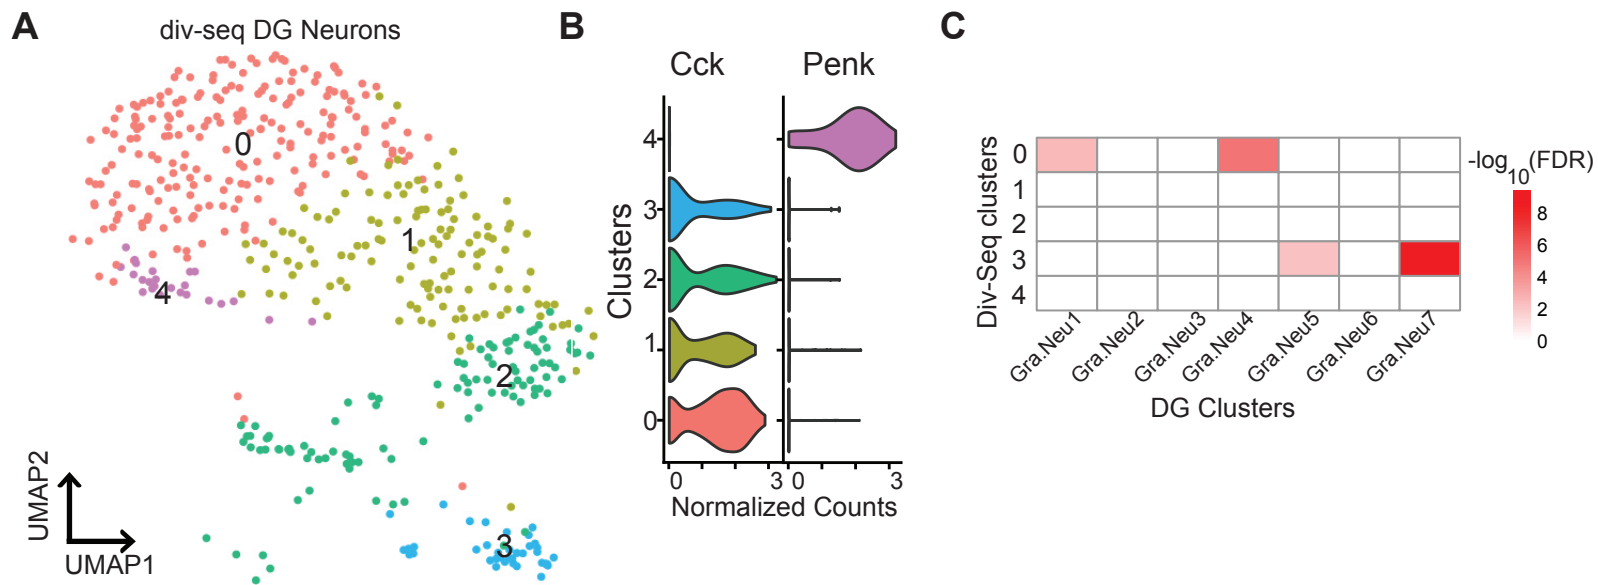 A
div-seq DG Neurons
0
1
4
2
3
UMAP2
UMAP1
B
Cck
Penk
Clusters
4
3
2
1
0
0
3
0
3
Normalized Counts
C
Div-Seq clusters
0
1
2
3
4
Gra.Neu1
Gra.Neu2
Gra.Neu3
Gra.Neu4
Gra.Neu5
Gra.Neu6
Gra.Neu7
DG Clusters
-log10(FDR)
8
6
4
2
0